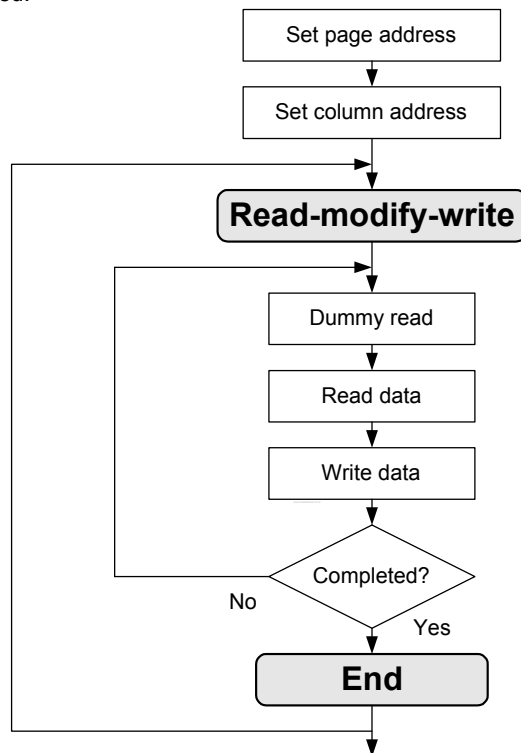 Set page address
Set column address
Read-modify-write
Dummy read
Read data
Write data
Completed?
No
Yes
End